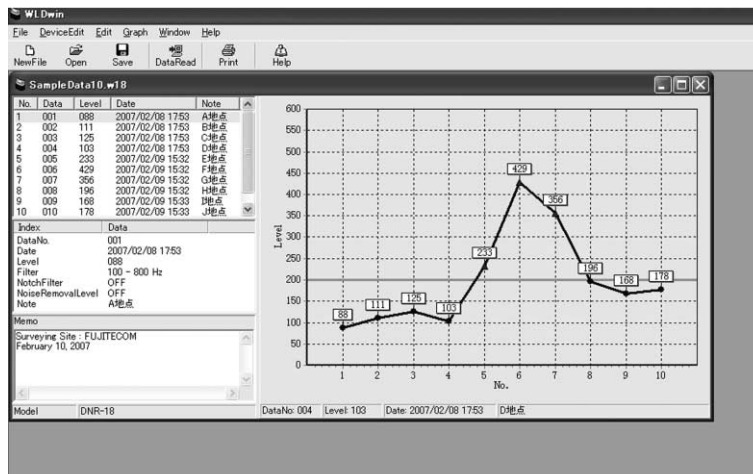 WLDwin
File DeviceEdit Edit Graph Window Help
NewFile Open Save DataRead Print Help
SampleData10.w18
No. Data Level Date Note
1 001 088 2007/02/08 17:53 A地点
2 002 111 2007/02/08 17:53 B地点
3 003 125 2007/02/08 17:53 C地点
4 004 103 2007/02/08 17:53 D地点
5 005 233 2007/02/09 15:32 E地点
6 006 429 2007/02/09 15:32 F地点
7 007 356 2007/02/09 15:32 G地点
8 008 196 2007/02/09 15:32 H地点
9 009 168 2007/02/09 15:33 I地点
10 010 178 2007/02/09 15:33 J地点
Index Data
DataNo. 001
Date 2007/02/08 17:53
Level 088
Filter 100 - 800 Hz
NotchFilter OFF
NoiseRemovalLevel OFF
Note A地点
Memo
Surveying Site : FUJITECOM
February 10, 2007
Model DNR-18
600
550
500
450
400
350
300
250
200
150
100
50
0
Level
88 111 125 103 233 429 356 196 168 178
1 2 3 4 5 6 7 8 9 10
No.
DataNo: 004 Level: 103 Date: 2007/02/08 17:53 D地点